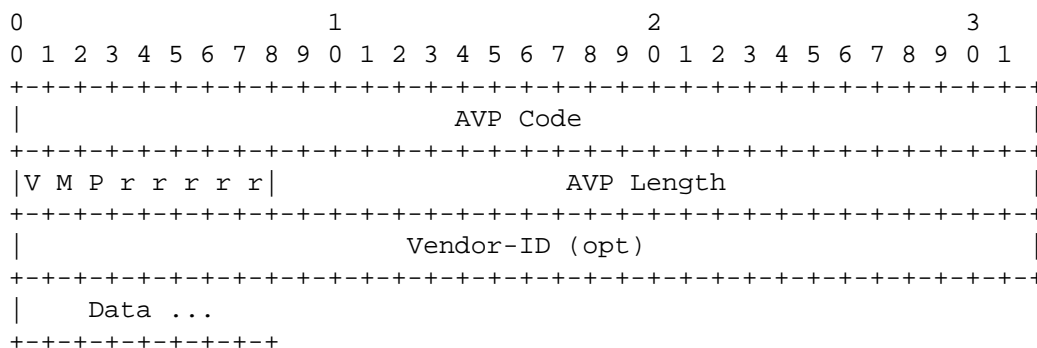 0                   1                   2                   3
0 1 2 3 4 5 6 7 8 9 0 1 2 3 4 5 6 7 8 9 0 1 2 3 4 5 6 7 8 9 0 1
+-+-+-+-+-+-+-+-+-+-+-+-+-+-+-+-+-+-+-+-+-+-+-+-+-+-+-+-+-+-+-+-+
|                           AVP Code                            |
+-+-+-+-+-+-+-+-+-+-+-+-+-+-+-+-+-+-+-+-+-+-+-+-+-+-+-+-+-+-+-+-+
|V M P r r r r r|                  AVP Length                   |
+-+-+-+-+-+-+-+-+-+-+-+-+-+-+-+-+-+-+-+-+-+-+-+-+-+-+-+-+-+-+-+-+
|                        Vendor-ID (opt)                        |
+-+-+-+-+-+-+-+-+-+-+-+-+-+-+-+-+-+-+-+-+-+-+-+-+-+-+-+-+-+-+-+-+
|    Data ...
+-+-+-+-+-+-+-+-+